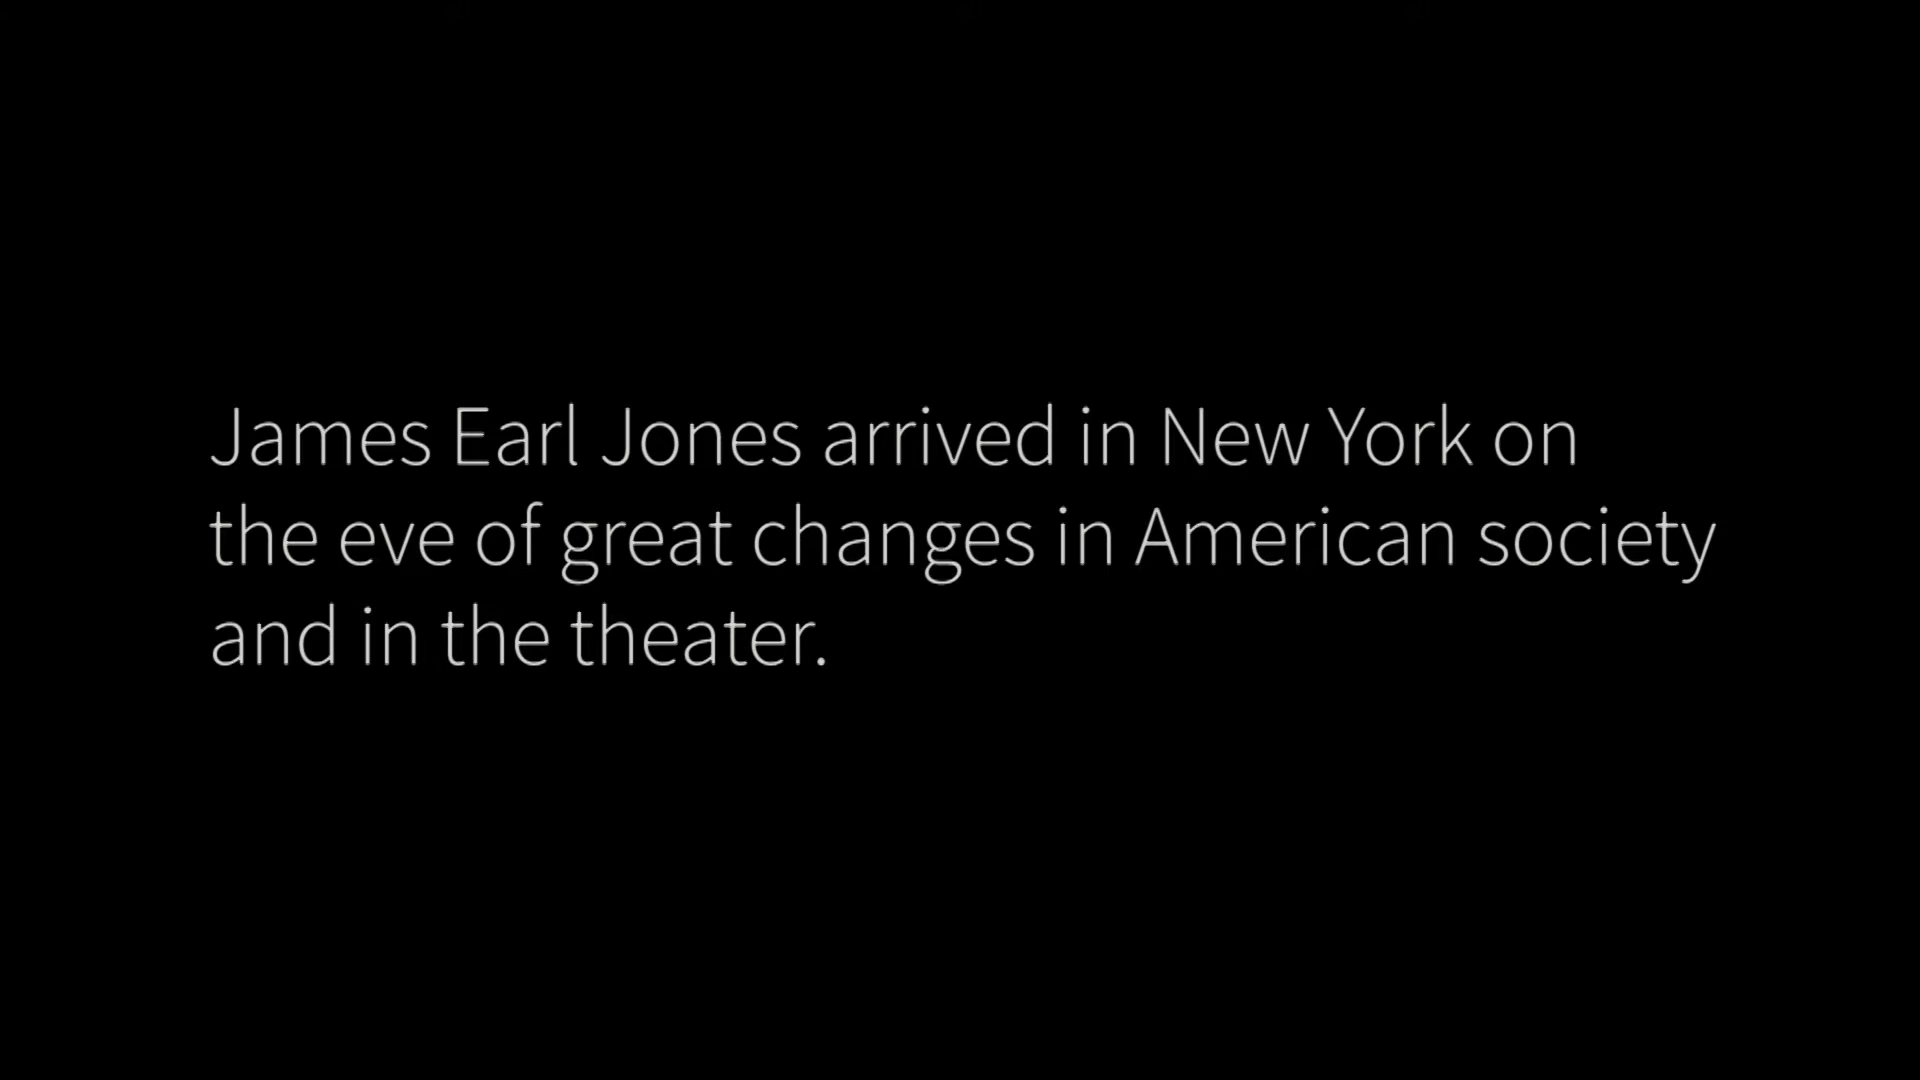 James Earl Jones arrived in New York on
the eve of great changes in American society
and in the theater.